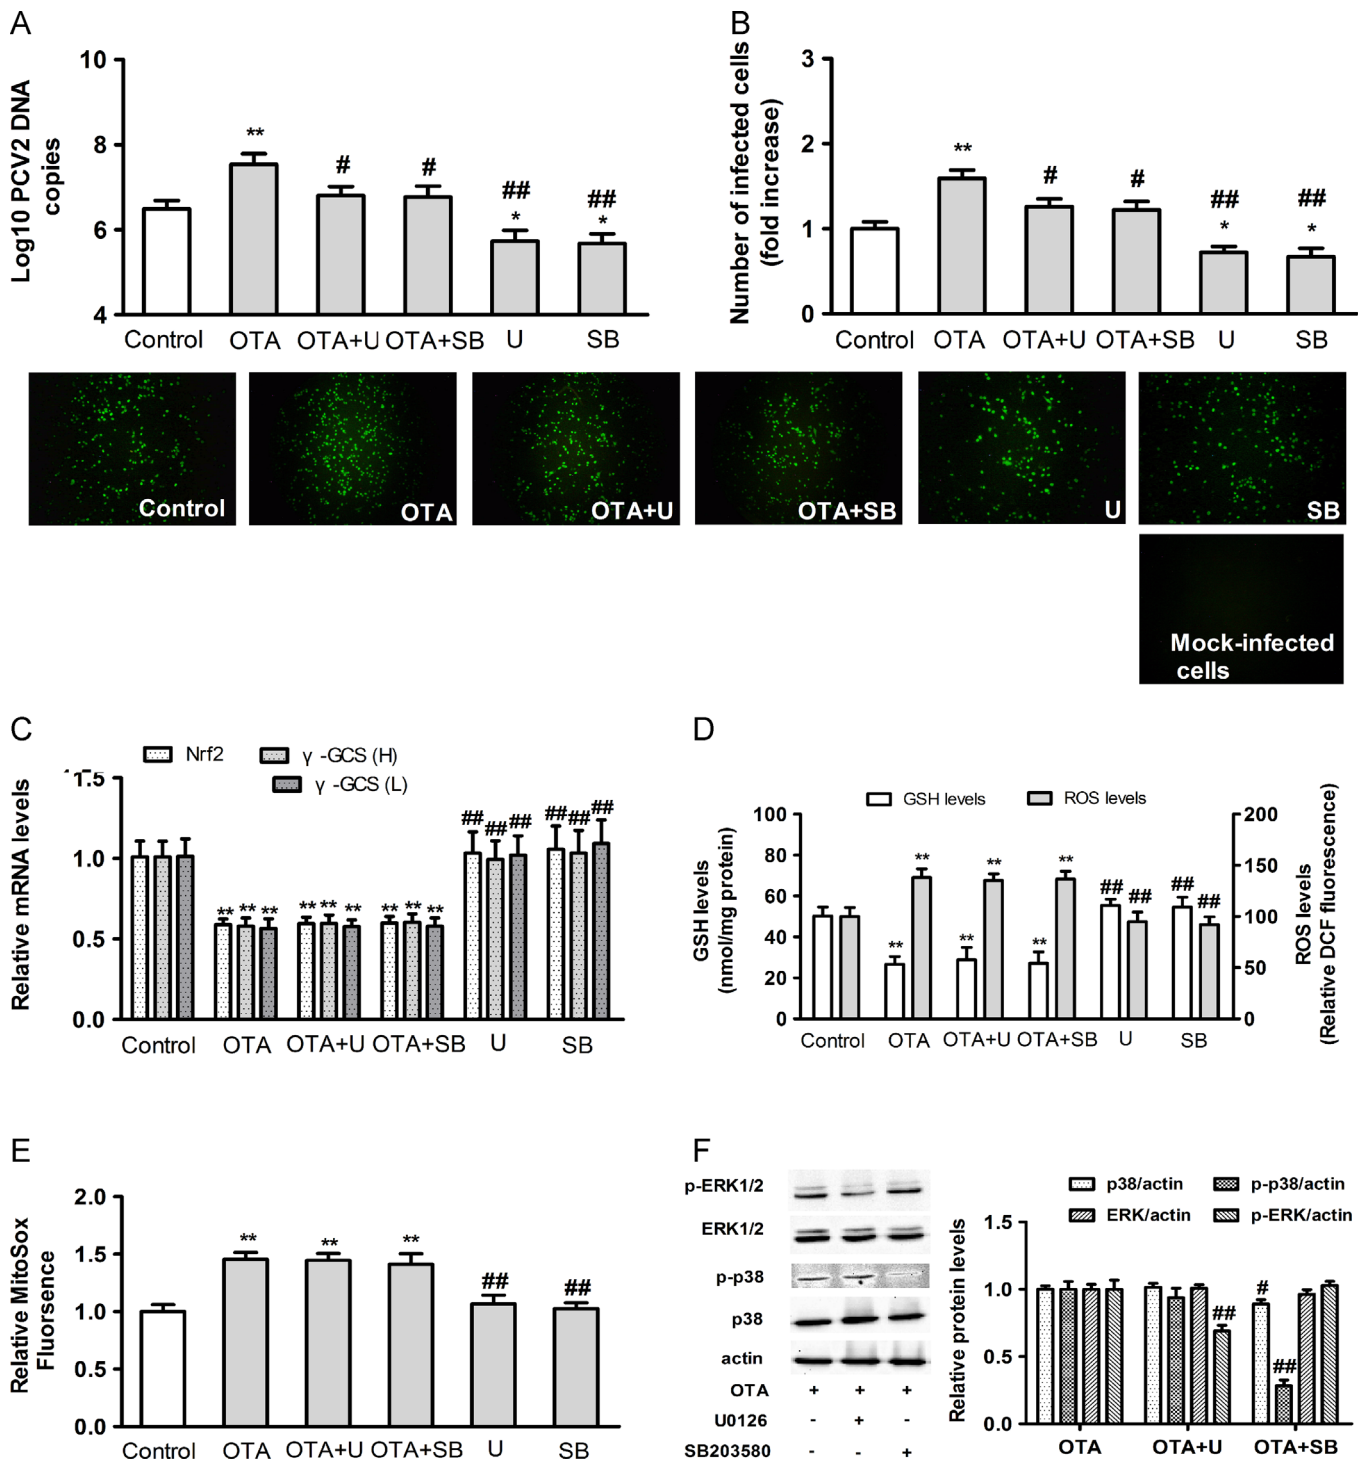 A
Log10 PCV2 DNA
copies
10
8
6
4
**
#
#
##
*
##
*
Control OTA OTA+U OTA+SB U SB
B
Number of infected cells
(fold increase)
3
2
1
0
**
#
#
##
*
##
*
Control OTA OTA+U OTA+SB U SB
Control
OTA
OTA+U
OTA+SB
U
SB
Mock-infected
cells
C
Nrf2
γ -GCS (H)
γ -GCS (L)
Relative mRNA levels
1.5
1.0
0.5
0.0
** ** **
** ** **
** ** **
## ## ##
## ## ##
Control OTA OTA+U OTA+SB U SB
D
GSH levels
ROS levels
GSH levels
(nmol/mg protein)
100
80
60
40
20
0
** **
** **
** **
## ##
## ##
200
150
100
50
0
ROS levels
(Relative DCF fluorescence)
Control OTA OTA+U OTA+SB U SB
E
Relative MitoSox
Fluorsence
2.0
1.5
1.0
0.5
0.0
**
**
**
##
##
Control OTA OTA+U OTA+SB U SB
F
p-ERK1/2
ERK1/2
p-p38
p38
actin
OTA + + +
U0126 - + -
SB203580 - - +
p38/actin
p-p38/actin
ERK/actin
p-ERK/actin
Relative protein levels
1.5
1.0
0.5
0.0
##
#
##
OTA OTA+U OTA+SB